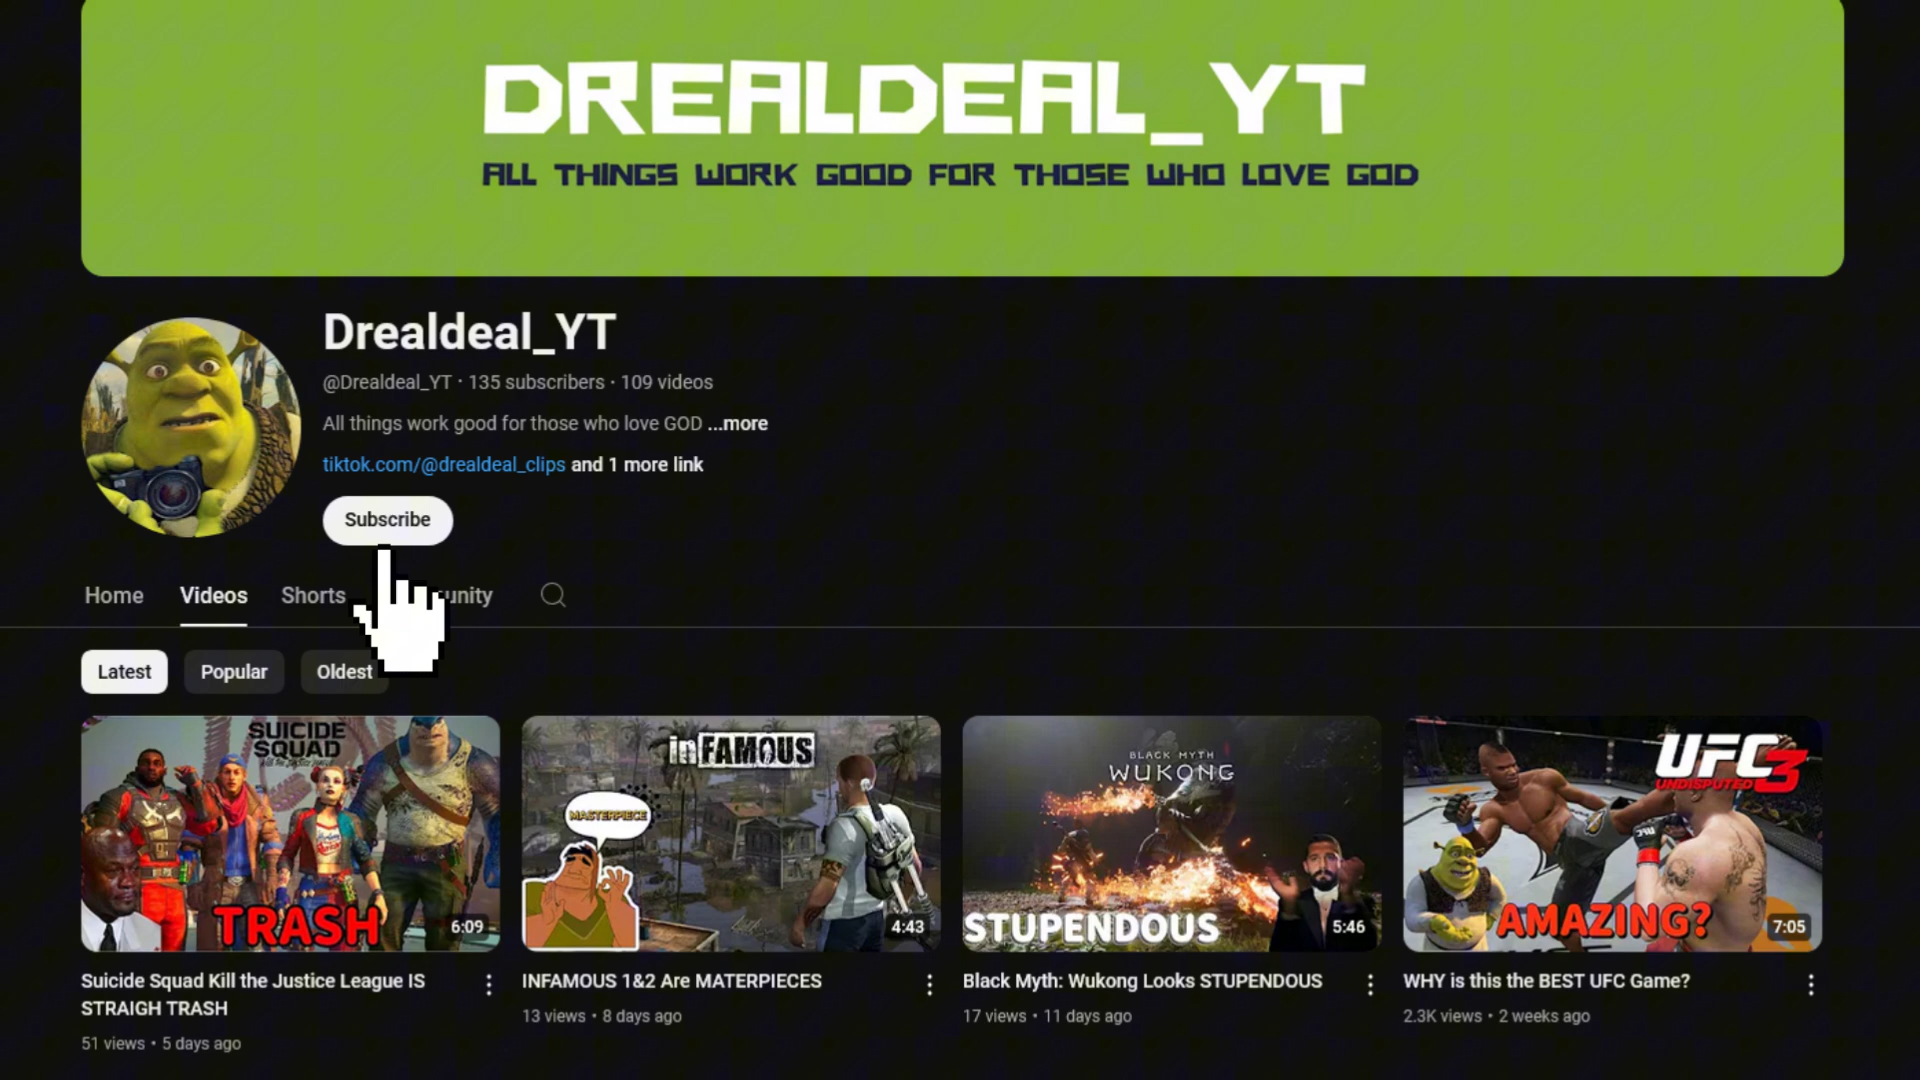 DREALDEAL_YT
ALL THINGS WORK GOOD FOR THOSE WHO LOVE GOD
Drealdeal_YT
@Drealdeal_YT · 135 subscribers · 109 videos
All things work good for those who love GOD ...more
tiktok.com/@drealdeal_clips and 1 more link
Subscribe
Home Videos Shorts unity
Latest Popular Oldest
SUICIDE
SQUAD
TRASH
6:09
inFAMOUS
MASTERPIECE
4:43
BLACK MYTH
WUKONG
STUPENDOUS
5:46
UFC 3
UNDISPUTED
AMAZING?
7:05
Suicide Squad Kill the Justice League IS
STRAIGH TRASH
51 views • 5 days ago
INFAMOUS 1&2 Are MATERPIECES
13 views • 8 days ago
Black Myth: Wukong Looks STUPENDOUS
17 views • 11 days ago
WHY is this the BEST UFC Game?
2.3K views • 2 weeks ago